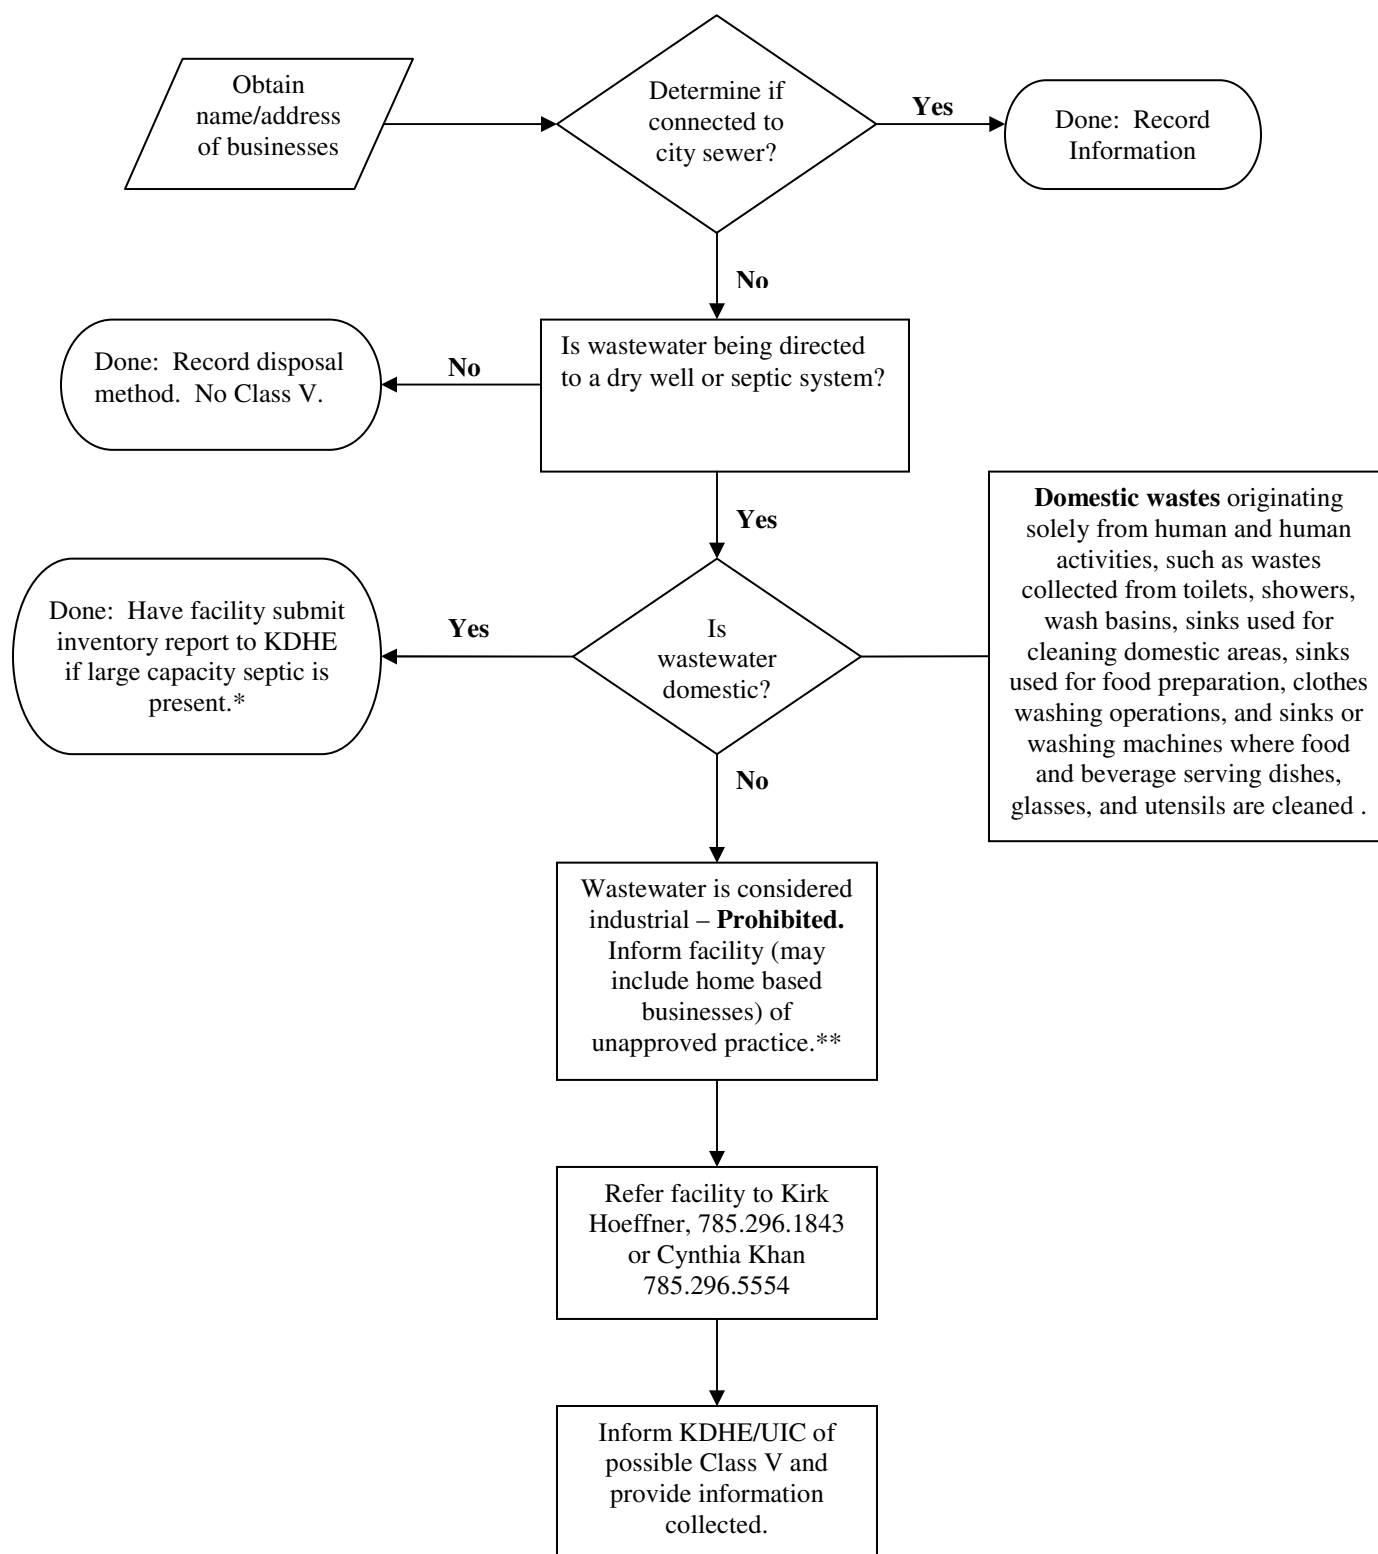 Obtain
name/address
of businesses
Determine if
connected to
city sewer?
Yes
Done:  Record
Information
No
Is wastewater being directed
to a dry well or septic system?
No
Done:  Record disposal
method.  No Class V.
Yes
Is
wastewater
domestic?
Yes
Done:  Have facility submit
inventory report to KDHE
if large capacity septic is
present.*
Domestic wastes originating
solely from human and human
activities, such as wastes
collected from toilets, showers,
wash basins, sinks used for
cleaning domestic areas, sinks
used for food preparation, clothes
washing operations, and sinks or
washing machines where food
and beverage serving dishes,
glasses, and utensils are cleaned .
No
Wastewater is considered
industrial – Prohibited.
Inform facility (may
include home based
businesses) of
unapproved practice.**
Refer facility to Kirk
Hoeffner, 785.296.1843
or Cynthia Khan
785.296.5554
Inform KDHE/UIC of
possible Class V and
provide information
collected.